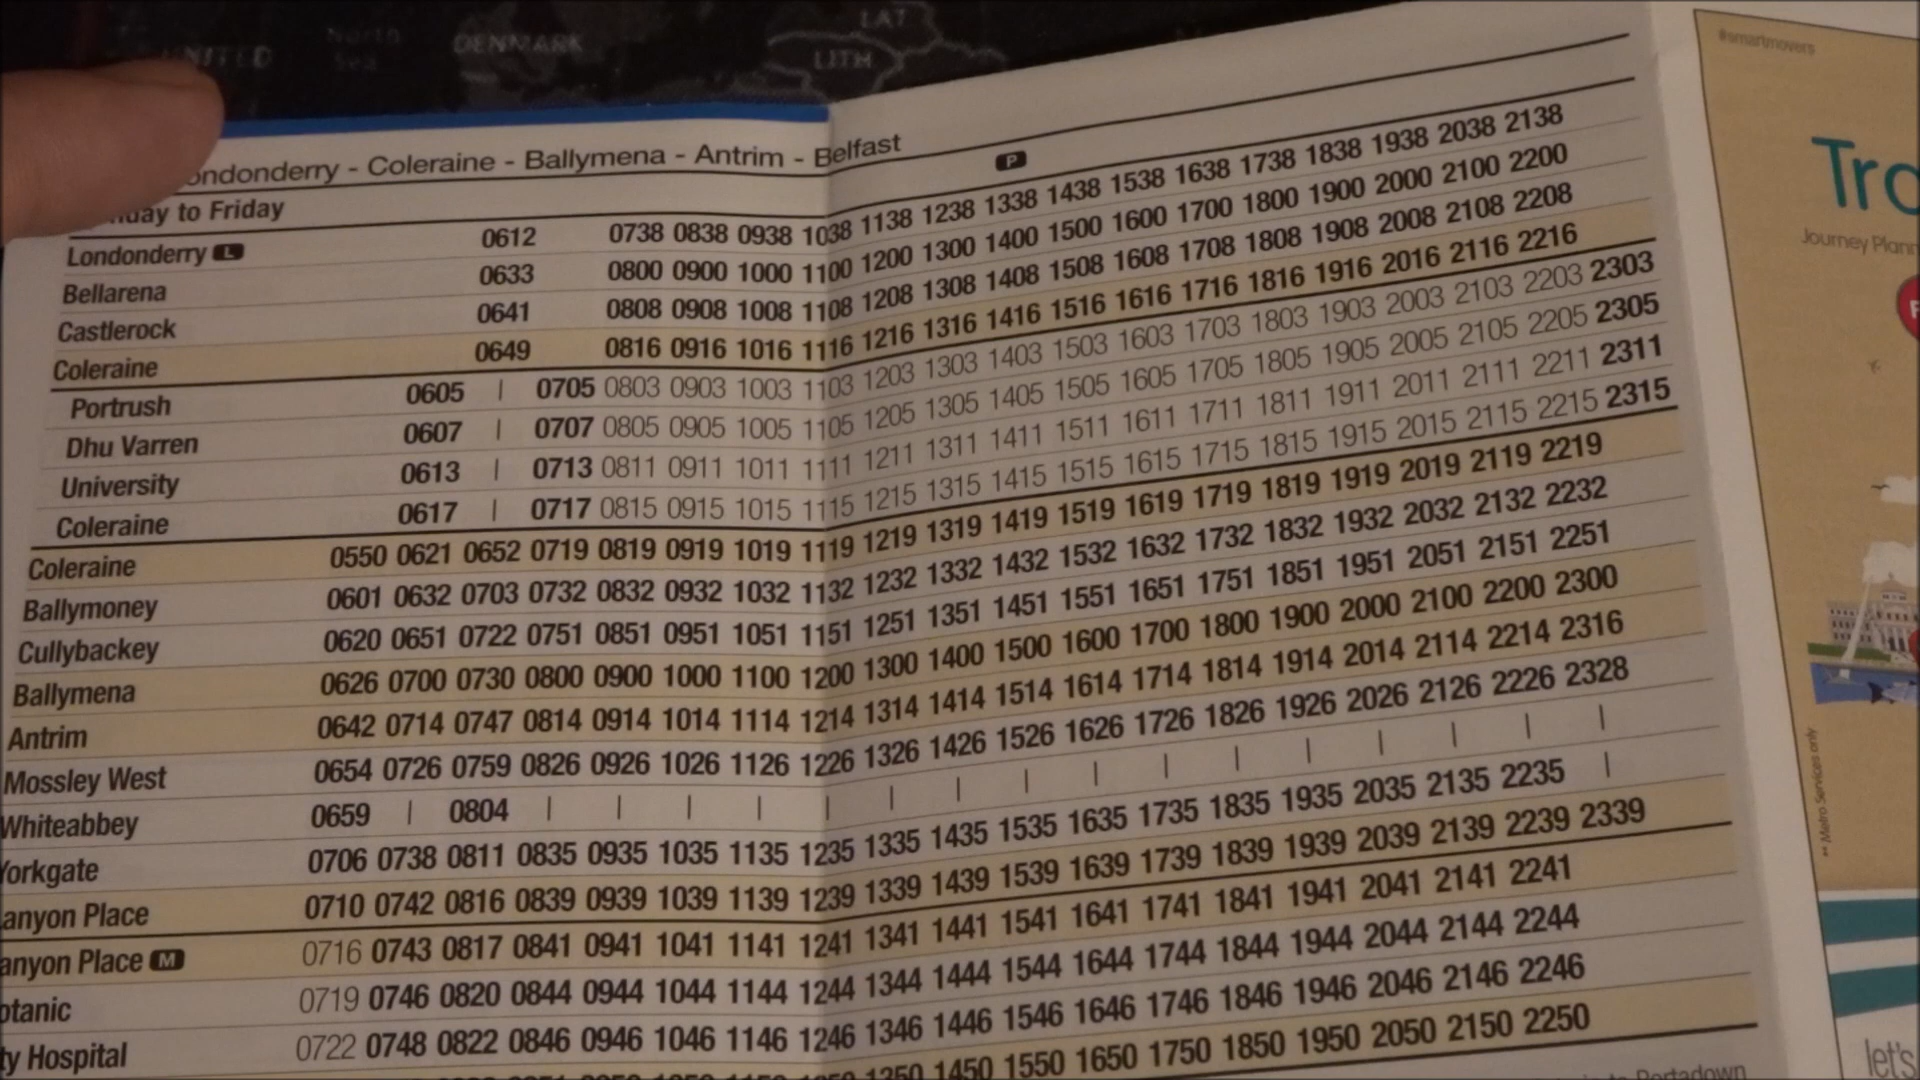 UNITED
North
Sea
DENMARK
LAT
LITH
ondonderry - Coleraine - Ballymena - Antrim - Belfast
day to Friday
P
Londonderry L 0612 0738 0838 0938 1038 1138 1238 1338 1438 1538 1638 1738 1838 1938 2038 2138
Bellarena 0633 0800 0900 1000 1100 1200 1300 1400 1500 1600 1700 1800 1900 2000 2100 2200
Castlerock 0641 0808 0908 1008 1108 1208 1308 1408 1508 1608 1708 1808 1908 2008 2108 2208
Coleraine 0649 0816 0916 1016 1116 1216 1316 1416 1516 1616 1716 1816 1916 2016 2116 2216
Portrush 0605 | 0705 0803 0903 1003 1103 1203 1303 1403 1503 1603 1703 1803 1903 2003 2103 2203 2303
Dhu Varren 0607 | 0707 0805 0905 1005 1105 1205 1305 1405 1505 1605 1705 1805 1905 2005 2105 2205 2305
University 0613 | 0713 0811 0911 1011 1111 1211 1311 1411 1511 1611 1711 1811 1911 2011 2111 2211 2311
Coleraine 0617 | 0717 0815 0915 1015 1115 1215 1315 1415 1515 1615 1715 1815 1915 2015 2115 2215 2315
Coleraine 0550 0621 0652 0719 0819 0919 1019 1119 1219 1319 1419 1519 1619 1719 1819 1919 2019 2119 2219
Ballymoney 0601 0632 0703 0732 0832 0932 1032 1132 1232 1332 1432 1532 1632 1732 1832 1932 2032 2132 2232
Cullybackey 0620 0651 0722 0751 0851 0951 1051 1151 1251 1351 1451 1551 1651 1751 1851 1951 2051 2151 2251
Ballymena 0626 0700 0730 0800 0900 1000 1100 1200 1300 1400 1500 1600 1700 1800 1900 2000 2100 2200 2300
Antrim 0642 0714 0747 0814 0914 1014 1114 1214 1314 1414 1514 1614 1714 1814 1914 2014 2114 2214 2316
Mossley West 0654 0726 0759 0826 0926 1026 1126 1226 1326 1426 1526 1626 1726 1826 1926 2026 2126 2226 2328
Whiteabbey 0659 | 0804 | | | | | | | | | | | | | | | |
Yorkgate 0706 0738 0811 0835 0935 1035 1135 1235 1335 1435 1535 1635 1735 1835 1935 2035 2135 2235 |
anyon Place 0710 0742 0816 0839 0939 1039 1139 1239 1339 1439 1539 1639 1739 1839 1939 2039 2139 2239 2339
anyon Place M 0716 0743 0817 0841 0941 1041 1141 1241 1341 1441 1541 1641 1741 1841 1941 2041 2141 2241
otanic 0719 0746 0820 0844 0944 1044 1144 1244 1344 1444 1544 1644 1744 1844 1944 2044 2144 2244
ty Hospital 0722 0748 0822 0846 0946 1046 1146 1246 1346 1446 1546 1646 1746 1846 1946 2046 2146 2246
1350 1450 1550 1650 1750 1850 1950 2050 2150 2250
Portadown
#smartmovers
Tra
Journey Plann
** Metro Services only
let's